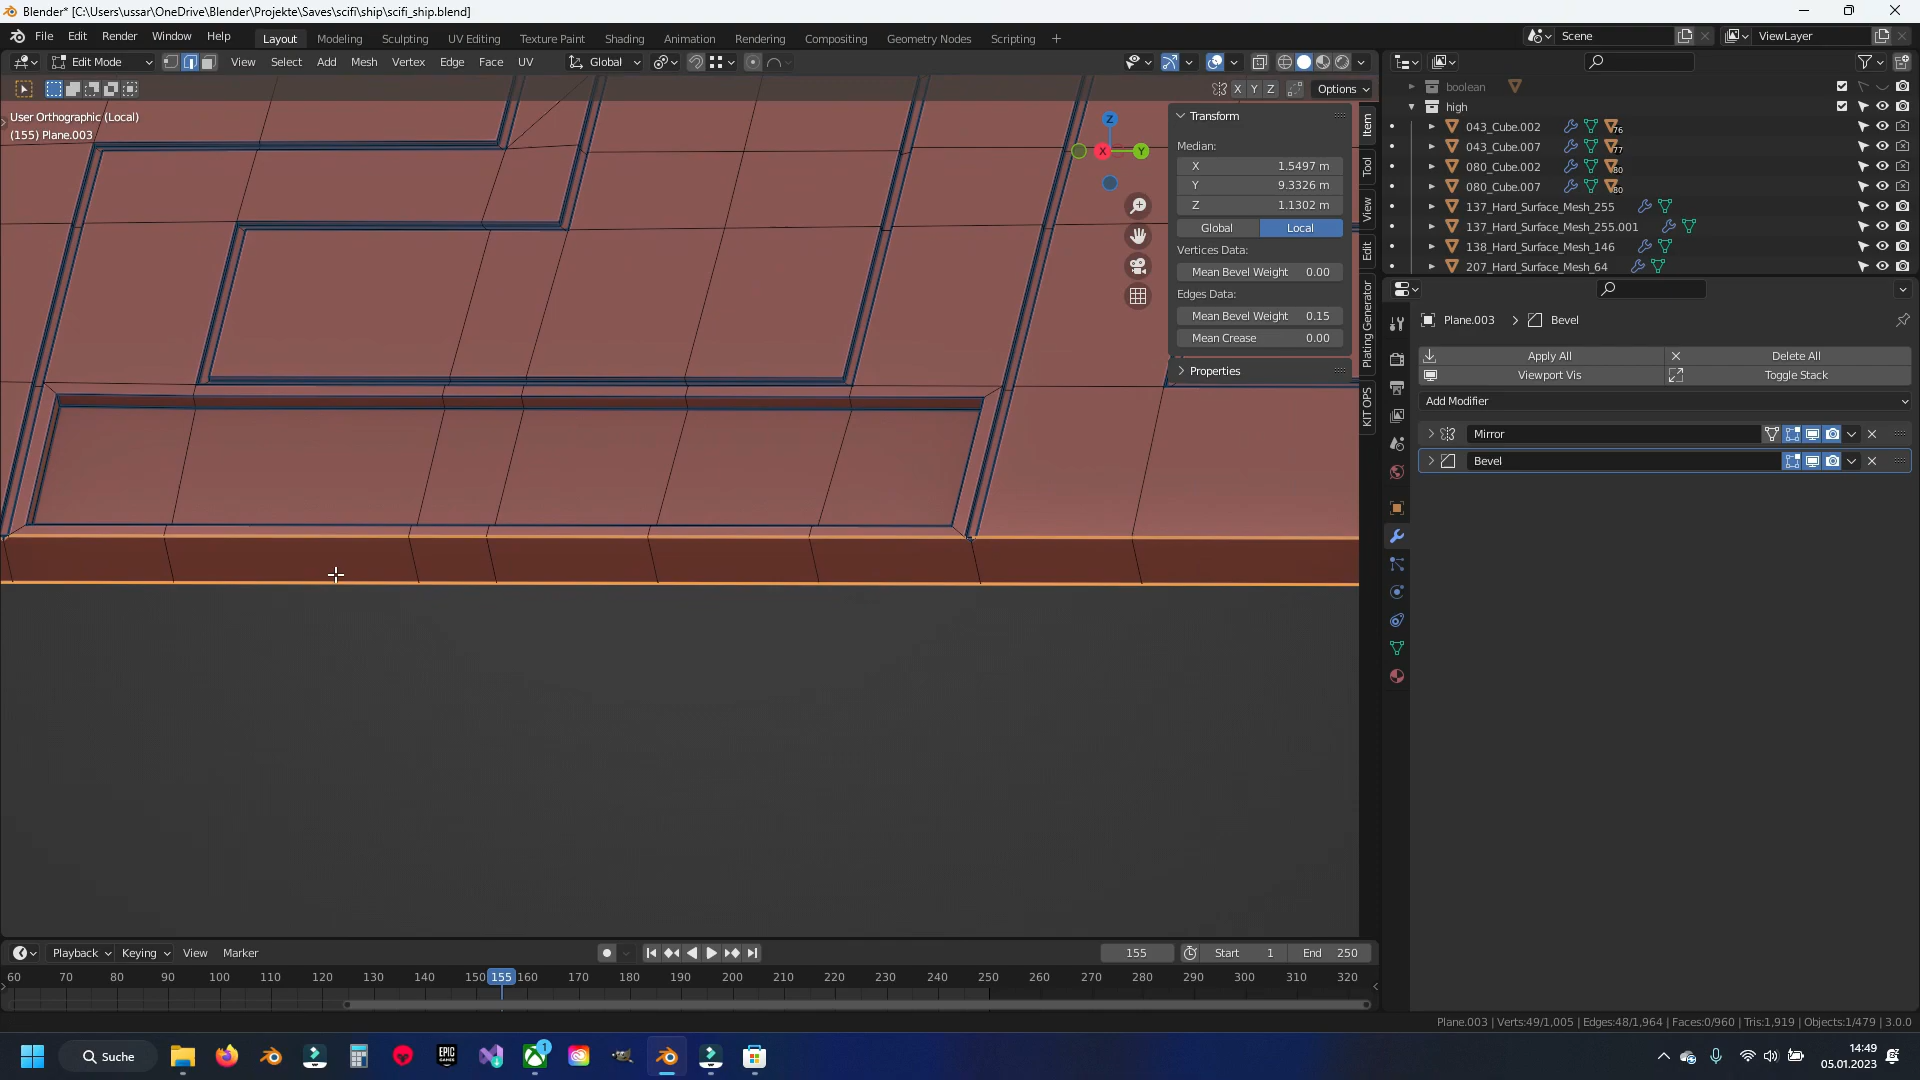 Blender* [C:\Users\ussar\OneDrive\Blender\Projekte\Saves\scifi\ship\scifi_ship.blend]
File Edit Render Window Help Layout Modeling Sculpting UV Editing Texture Paint Shading Animation Rendering Compositing Geometry Nodes Scripting +
Scene ViewLayer
Edit Mode View Select Add Mesh Vertex Edge Face UV Global
X Y Z Options
User Orthographic (Local)
(155) Plane.003
Z
X
Y
Transform
Median:
X 1.5497 m
Y 9.3326 m
Z 1.1302 m
Global Local
Vertices Data:
Mean Bevel Weight 0.00
Edges Data:
Mean Bevel Weight 0.15
Mean Crease 0.00
Properties
Item
Tool
View
Edit
Plating Generator
KIT OPS
boolean
high
043_Cube.002 76
043_Cube.007 77
080_Cube.002 80
080_Cube.007 80
137_Hard_Surface_Mesh_255
137_Hard_Surface_Mesh_255.001
138_Hard_Surface_Mesh_146
207_Hard_Surface_Mesh_64
Plane.003 > Bevel
Apply All Delete All
Viewport Vis Toggle Stack
Add Modifier
Mirror
Bevel
Playback Keying View Marker 155 Start 1 End 250
60 70 80 90 100 110 120 130 140 150 155 160 170 180 190 200 210 220 230 240 250 260 270 280 290 300 310 320
Plane.003 | Verts:49/1,005 | Edges:48/1,964 | Faces:0/960 | Tris:1,919 | Objects:1/479 | 3.0.0
Suche
EPIC GAMES
1
14:49
05.01.2023